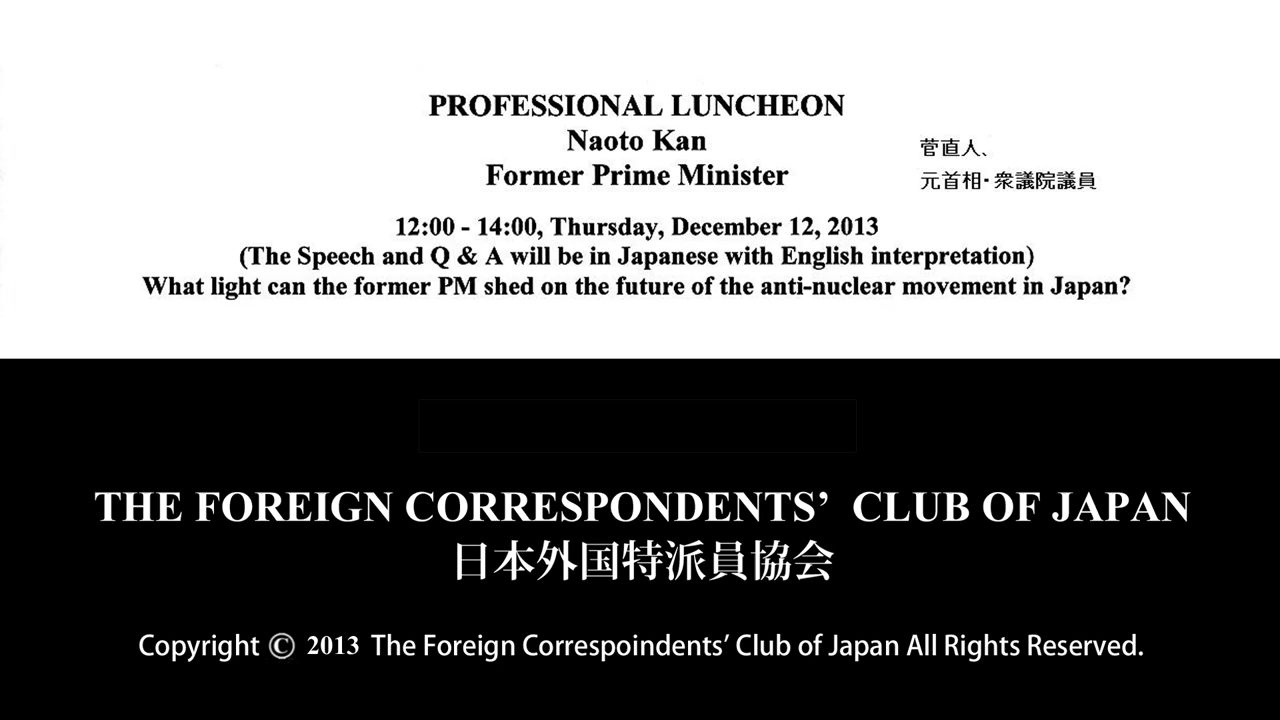 PROFESSIONAL LUNCHEON
Naoto Kan
Former Prime Minister
菅直人、
元首相・衆議院議員
12:00 - 14:00, Thursday, December 12, 2013
(The Speech and Q & A will be in Japanese with English interpretation)
What light can the former PM shed on the future of the anti-nuclear movement in Japan?
THE FOREIGN CORRESPONDENTS’ CLUB OF JAPAN
日本外国特派員協会
Copyright © 2013 The Foreign Correspoindents’ Club of Japan All Rights Reserved.